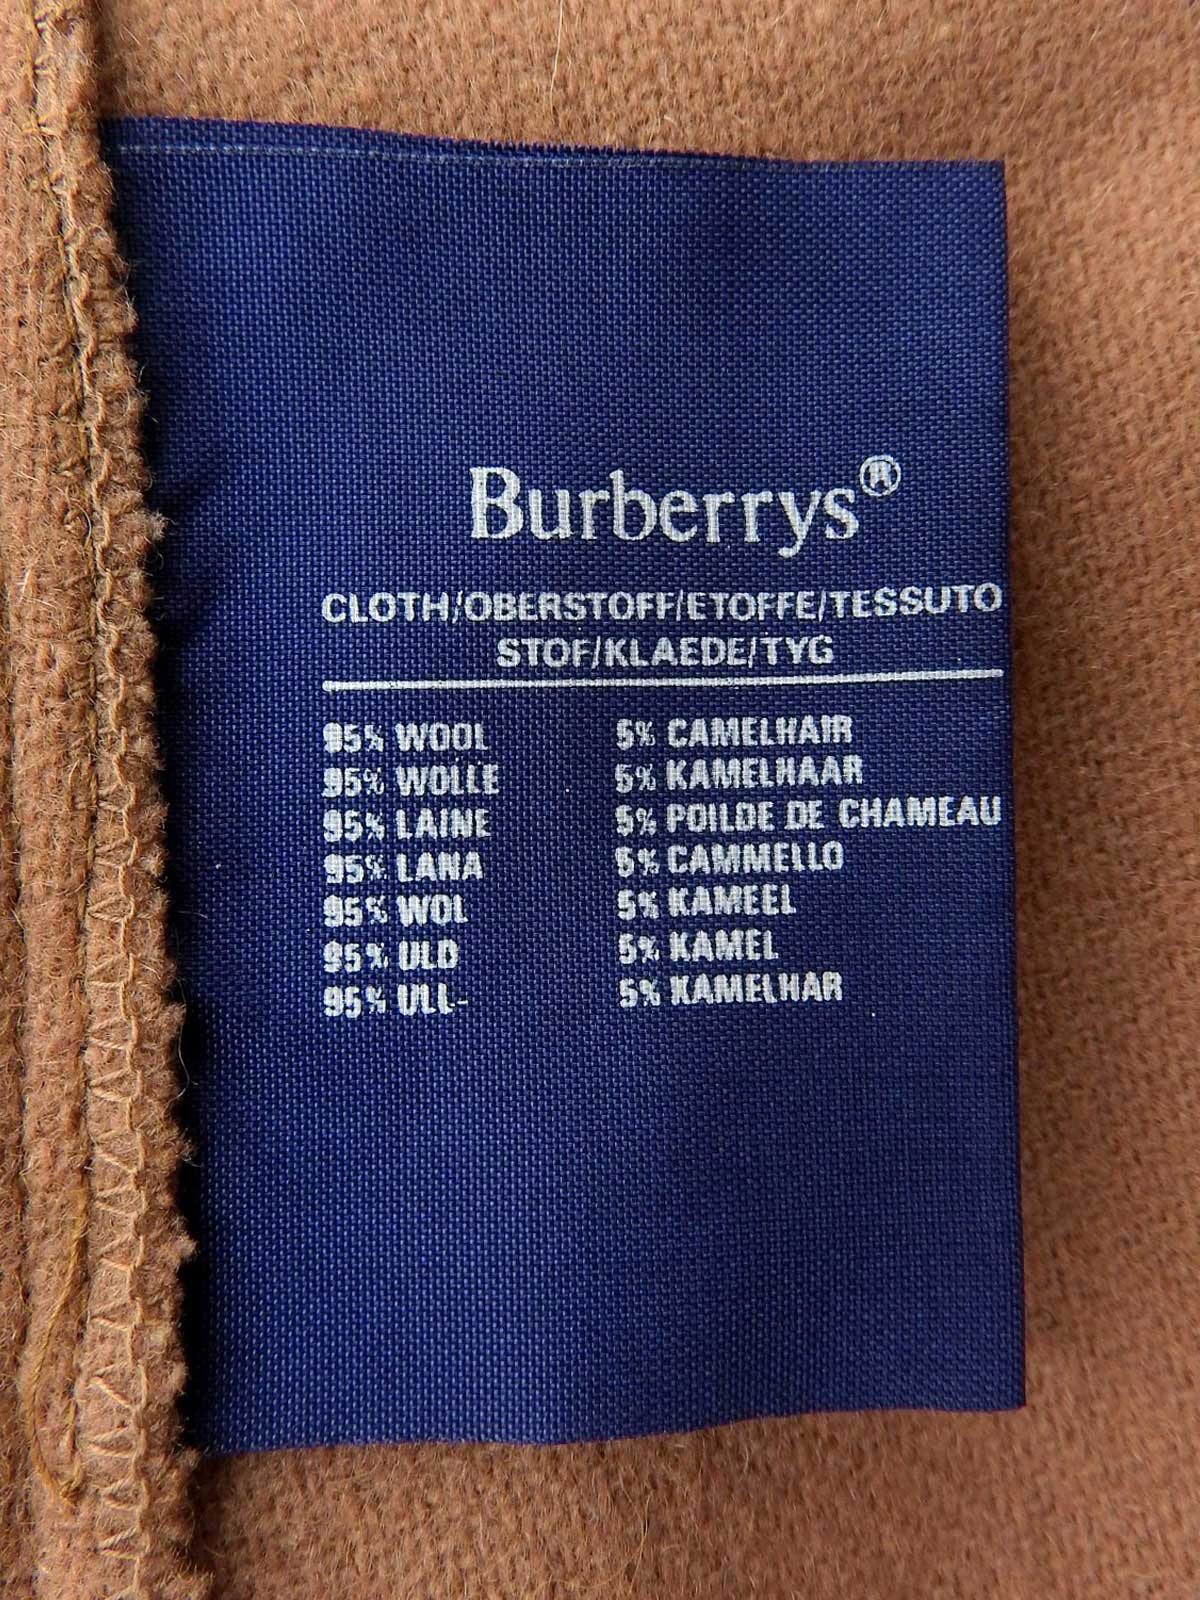 Burberrys®
CLOTH/OBERSTOFF/ETOFFE/TESSUTO
STOF/KLAEDE/TYG
95% WOOL 5% CAMELHAIR
95% WOLLE 5% KAMELHAAR
95% LAINE 5% POILDE DE CHAMEAU
95% LANA 5% CAMMELLO
95% WOL 5% KAMEEL
95% ULD 5% KAMEL
95% ULL- 5% KAMELHAR